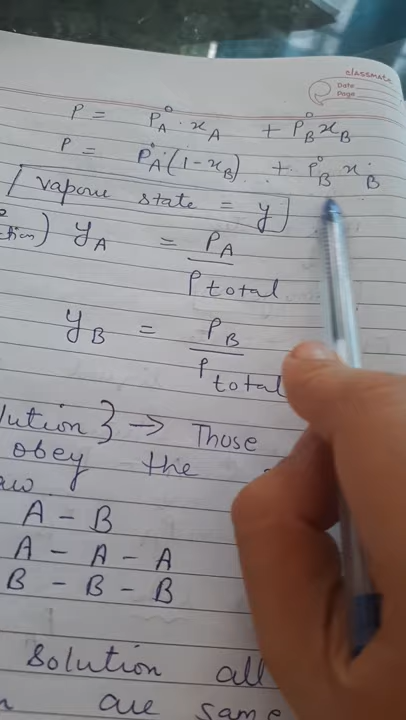 classmate
Date
Page
P = P°A . xA + P°B xB
P = P°A (1 - xB) + P°B xB
vapour state = y
yA = PA / Ptotal
yB = PB / Ptotal
→ Those
obey the
A - B
A - A - A
B - B - B
Solution all
are same